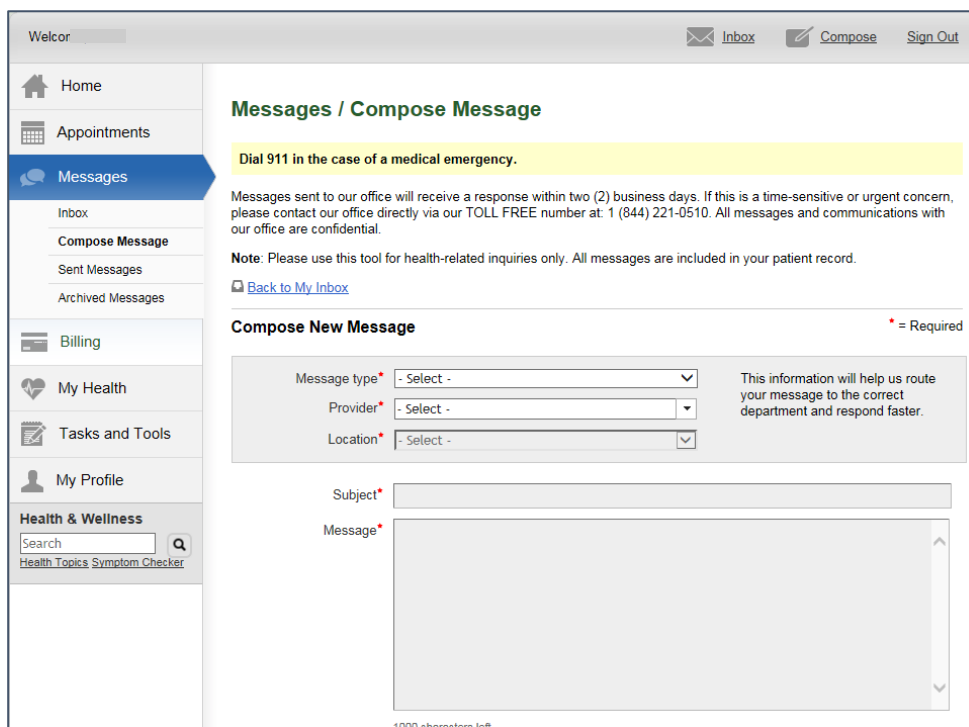 Welcor
Inbox
Compose
Sign Out
Home
Appointments
Messages
Inbox
Compose Message
Sent Messages
Archived Messages
Billing
My Health
Tasks and Tools
My Profile
Health & Wellness
Search
Health Topics Symptom Checker
Messages / Compose Message
Dial 911 in the case of a medical emergency.
Messages sent to our office will receive a response within two (2) business days. If this is a time-sensitive or urgent concern,
please contact our office directly via our TOLL FREE number at: 1 (844) 221-0510. All messages and communications with
our office are confidential.
Note: Please use this tool for health-related inquiries only. All messages are included in your patient record.
Back to My Inbox
Compose New Message
* = Required
Message type* - Select -
Provider* - Select -
Location* - Select -
This information will help us route
your message to the correct
department and respond faster.
Subject*
Message*
1000 characters left